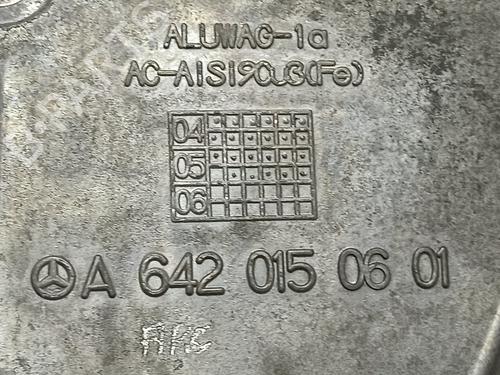 ALUWAG-1a
AC-AlSi9Cu3(Fe)
04
05
06
A 642 015 06 01